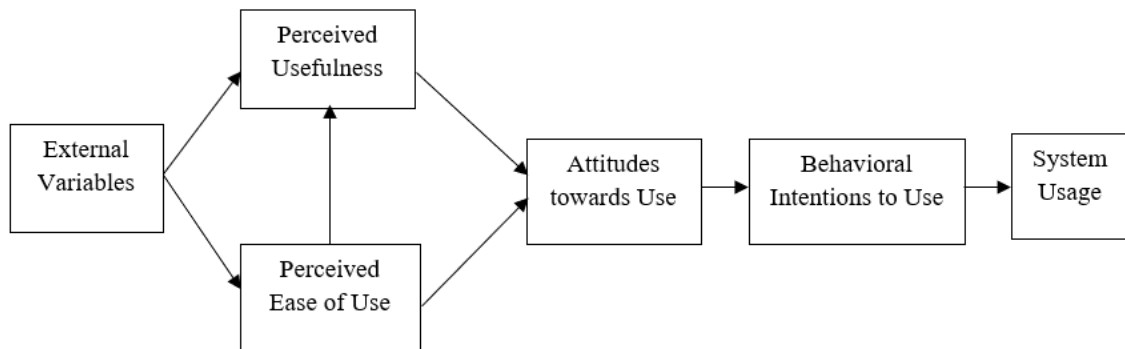 Perceived
Usefulness
External
Variables
Perceived
Ease of Use
Attitudes
towards Use
Behavioral
Intentions to Use
System
Usage